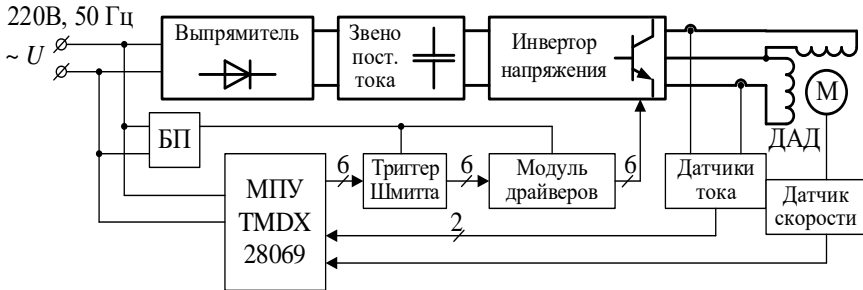 220В, 50 Гц
~ U
Выпрямитель
Звено
пост.
тока
Инвертор
напряжения
М
ДАД
БП
МПУ
TMDX
28069
6
Триггер
Шмитта
6
Модуль
драйверов
6
Датчики
тока
Датчик
скорости
2